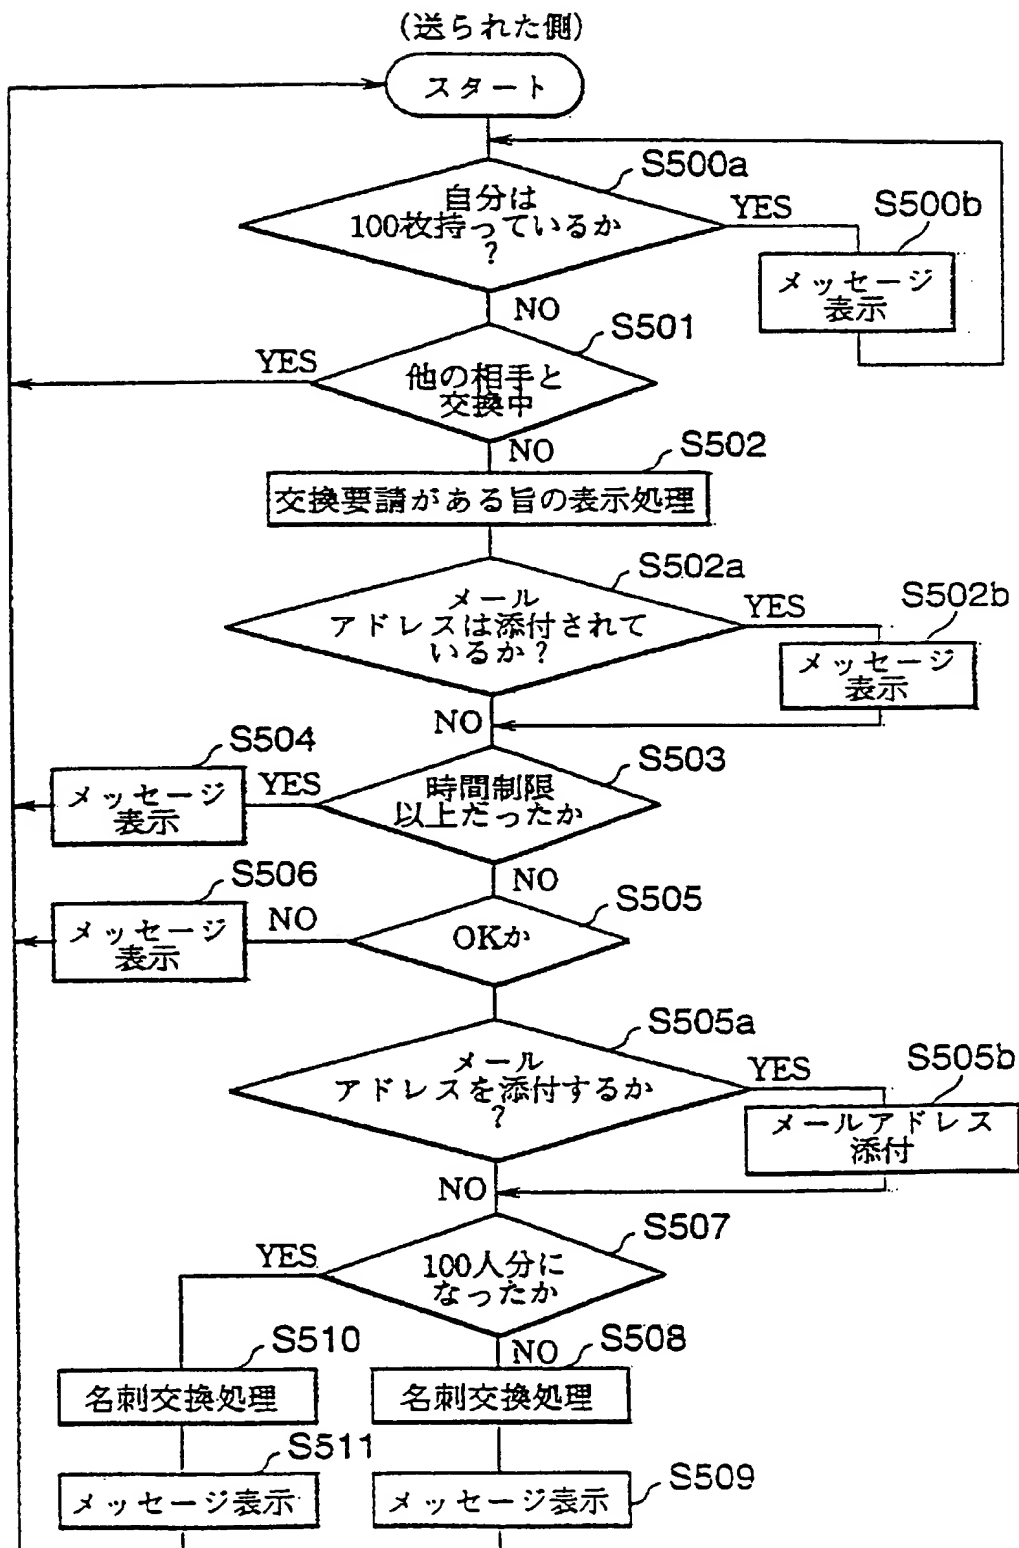 (送られた側)
スタート
S500a
自分は
100枚持っているか
?
YES
S500b
メッセージ
表示
NO
S501
YES
他の相手と
交換中
NO
S502
交換要請がある旨の表示処理
S502a
メール
アドレスは添付されて
いるか?
YES
S502b
メッセージ
表示
NO
S504
メッセージ
表示
YES
S503
時間制限
以上だったか
NO
S506
メッセージ
表示
NO
S505
OKか
S505a
メール
アドレスを添付するか
?
YES
S505b
メールアドレス
添付
NO
S507
YES
100人分に
なったか
S510
名刺交換処理
NO
S508
名刺交換処理
S511
メッセージ表示
S509
メッセージ表示